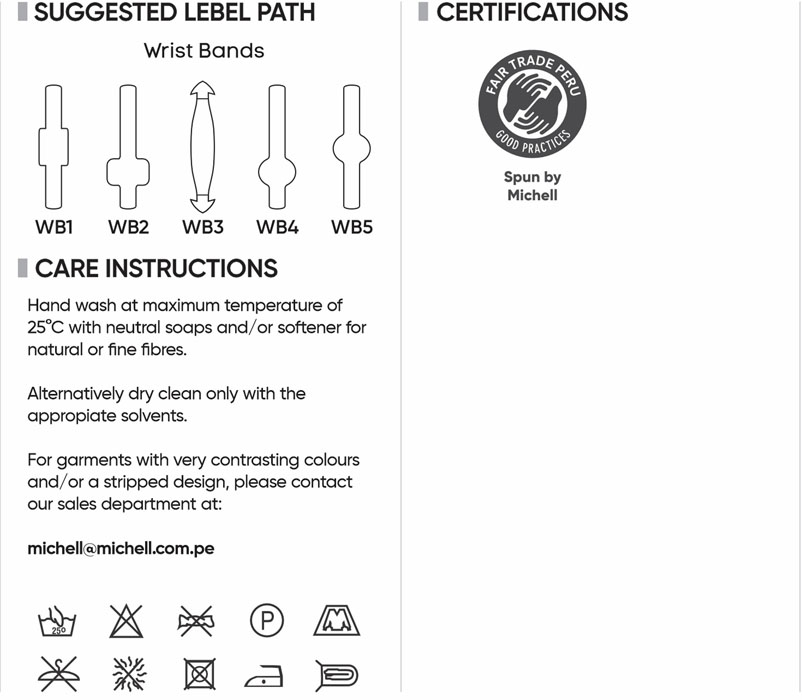 SUGGESTED LEBEL PATH
Wrist Bands
WB1 WB2 WB3 WB4 WB5
CARE INSTRUCTIONS
Hand wash at maximum temperature of
25°C with neutral soaps and/or softener for
natural or fine fibres.
Alternatively dry clean only with the
appropiate solvents.
For garments with very contrasting colours
and/or a stripped design, please contact
our sales department at:
michell@michell.com.pe
25°
P
CERTIFICATIONS
FAIR TRADE PERU
GOOD PRACTICES
Spun by
Michell